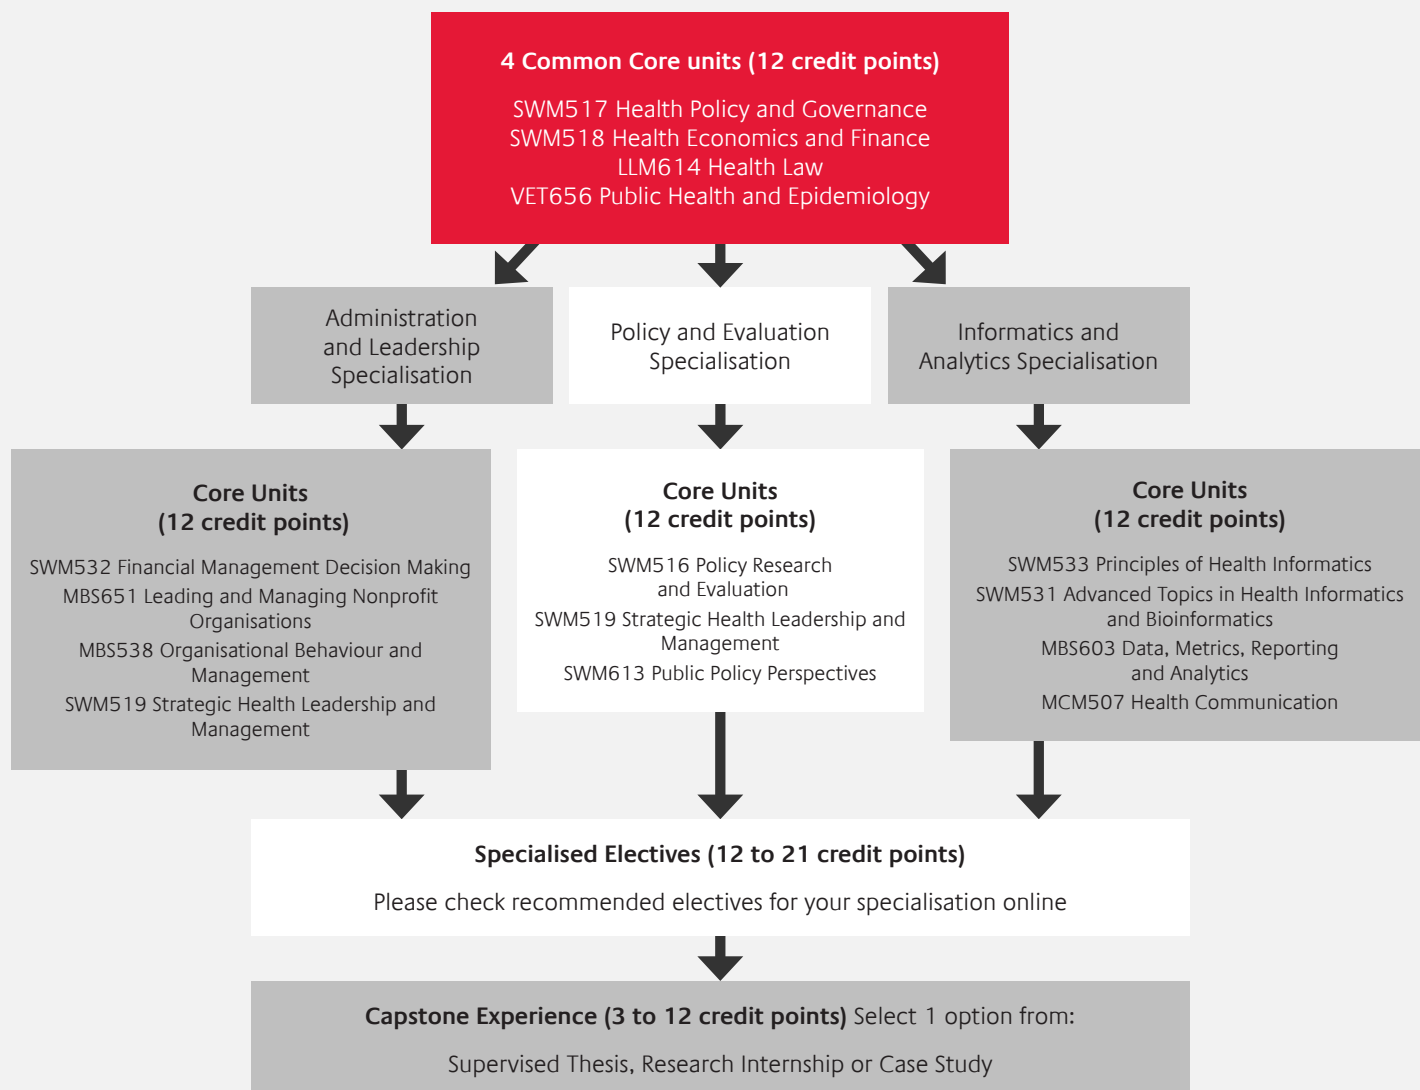 4 Common Core units (12 credit points)
SWM517 Health Policy and Governance
SWM518 Health Economics and Finance
LLM614 Health Law
VET656 Public Health and Epidemiology
Administration
and Leadership
Specialisation
Policy and Evaluation
Specialisation
Informatics and
Analytics Specialisation
Core Units
(12 credit points)
SWM532 Financial Management Decision Making
MBS651 Leading and Managing Nonprofit
Organisations
MBS538 Organisational Behaviour and
Management
SWM519 Strategic Health Leadership and
Management
Core Units
(12 credit points)
SWM516 Policy Research
and Evaluation
SWM519 Strategic Health Leadership and
Management
SWM613 Public Policy Perspectives
Core Units
(12 credit points)
SWM533 Principles of Health Informatics
SWM531 Advanced Topics in Health Informatics
and Bioinformatics
MBS603 Data, Metrics, Reporting
and Analytics
MCM507 Health Communication
Specialised Electives (12 to 21 credit points)
Please check recommended electives for your specialisation online
Capstone Experience (3 to 12 credit points) Select 1 option from:
Supervised Thesis, Research Internship or Case Study